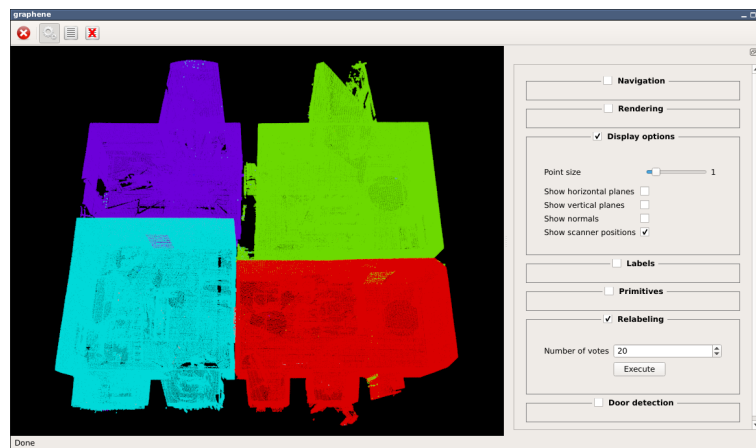 graphene
Navigation
Rendering
Display options
Point size 1
Show horizontal planes
Show vertical planes
Show normals
Show scanner positions
Labels
Primitives
Relabeling
Number of votes 20
Execute
Door detection
Done